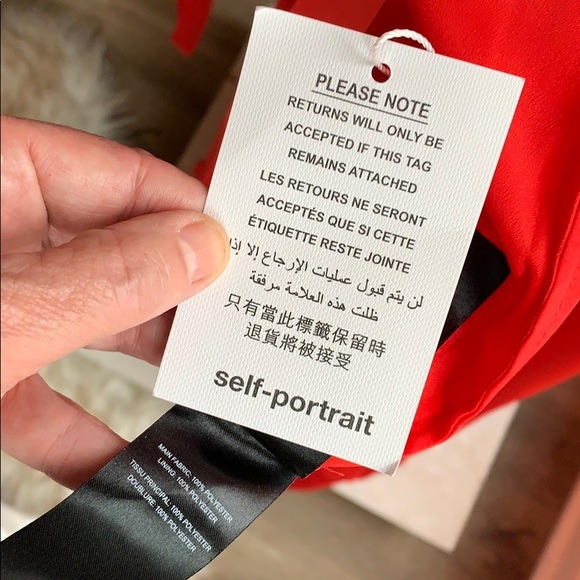 PLEASE NOTE
RETURNS WILL ONLY BE
ACCEPTED IF THIS TAG
REMAINS ATTACHED
LES RETOURS NE SERONT
ACCEPTÉS QUE SI CETTE
ÉTIQUETTE RESTE JOINTE
لن يتم قبول عمليات الإرجاع إلا إذا
ظلت هذه العلامة مرفقة
只有當此標籤保留時
退貨將被接受
self-portrait
MAIN FABRIC: 100% POLYESTER
LINING: 100% POLYESTER
TISSU PRINCIPAL: 100% POLYESTER
DOUBLURE: 100% POLYESTER